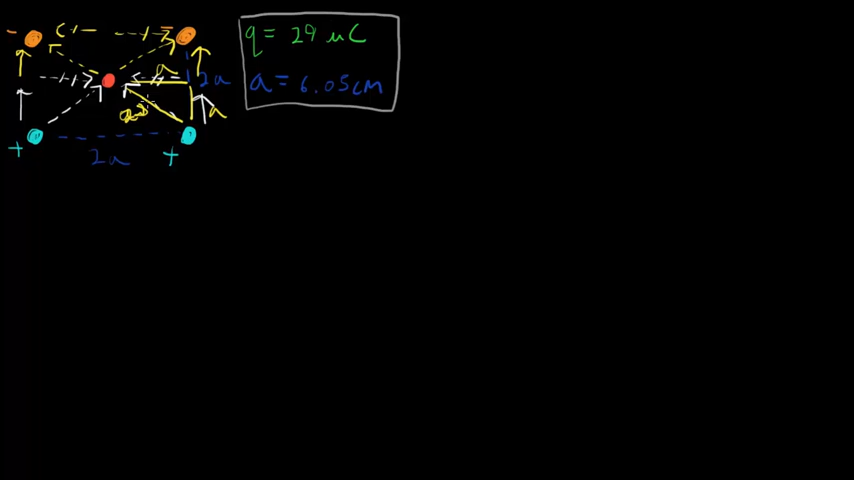 q = 29 uC
a = 6.05cm
-
-
a
2a
a
+
+
2a